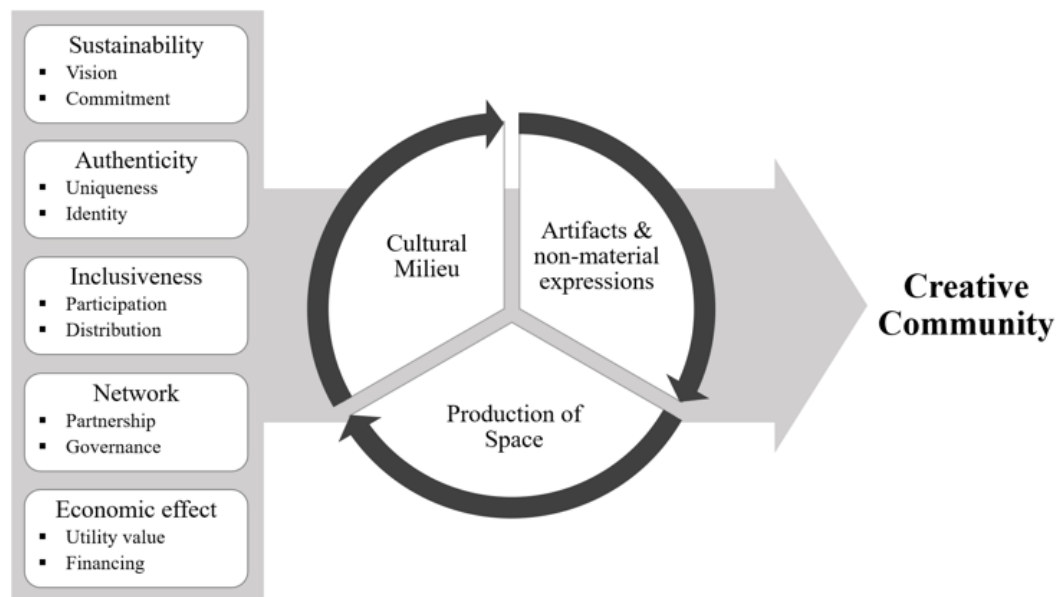 Sustainability
▪ Vision
▪ Commitment
Authenticity
▪ Uniqueness
▪ Identity
Inclusiveness
▪ Participation
▪ Distribution
Network
▪ Partnership
▪ Governance
Economic effect
▪ Utility value
▪ Financing
Cultural
Milieu
Artifacts &
non-material
expressions
Production of
Space
Creative
Community